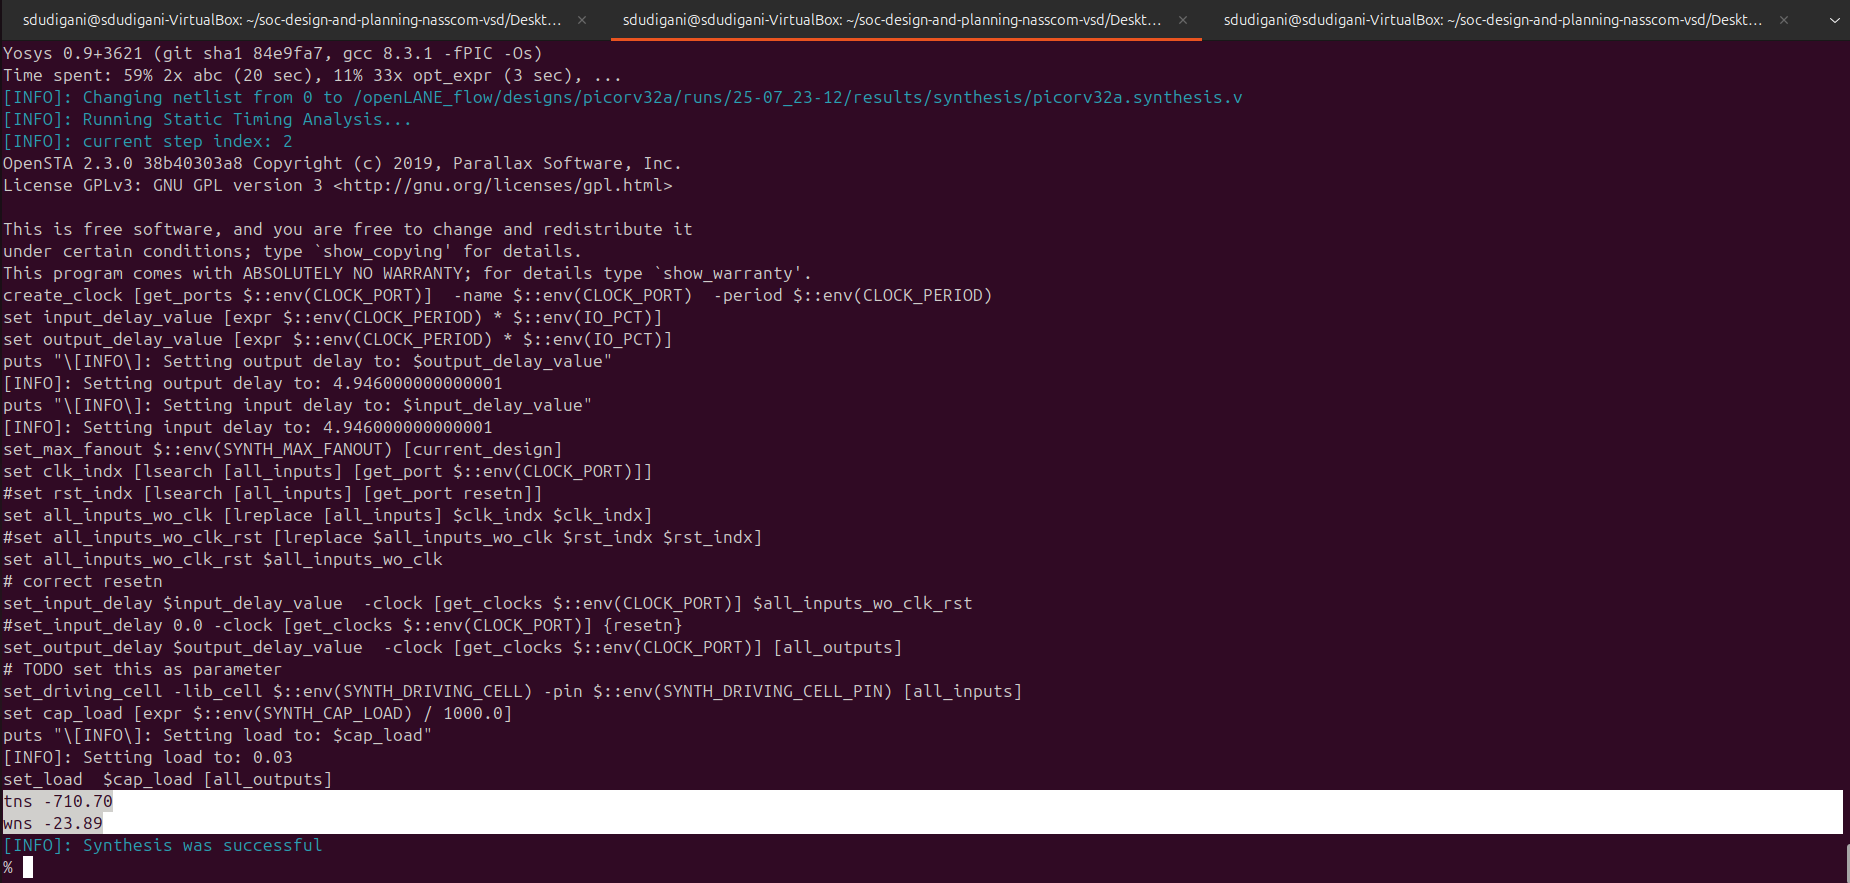 sdudigani@sdudigani-VirtualBox: ~/soc-design-and-planning-nasscom-vsd/Deskt...
sdudigani@sdudigani-VirtualBox: ~/soc-design-and-planning-nasscom-vsd/Deskt...
sdudigani@sdudigani-VirtualBox: ~/soc-design-and-planning-nasscom-vsd/Deskt...
Yosys 0.9+3621 (git sha1 84e9fa7, gcc 8.3.1 -fPIC -Os)
Time spent: 59% 2x abc (20 sec), 11% 33x opt_expr (3 sec), ...
[INFO]: Changing netlist from 0 to /openLANE_flow/designs/picorv32a/runs/25-07_23-12/results/synthesis/picorv32a.synthesis.v
[INFO]: Running Static Timing Analysis...
[INFO]: current step index: 2
OpenSTA 2.3.0 38b40303a8 Copyright (c) 2019, Parallax Software, Inc.
License GPLv3: GNU GPL version 3 <http://gnu.org/licenses/gpl.html>

This is free software, and you are free to change and redistribute it
under certain conditions; type `show_copying' for details.
This program comes with ABSOLUTELY NO WARRANTY; for details type `show_warranty'.
create_clock [get_ports $::env(CLOCK_PORT)]  -name $::env(CLOCK_PORT)  -period $::env(CLOCK_PERIOD)
set input_delay_value [expr $::env(CLOCK_PERIOD) * $::env(IO_PCT)]
set output_delay_value [expr $::env(CLOCK_PERIOD) * $::env(IO_PCT)]
puts "\[INFO\]: Setting output delay to: $output_delay_value"
[INFO]: Setting output delay to: 4.946000000000001
puts "\[INFO\]: Setting input delay to: $input_delay_value"
[INFO]: Setting input delay to: 4.946000000000001
set_max_fanout $::env(SYNTH_MAX_FANOUT) [current_design]
set clk_indx [lsearch [all_inputs] [get_port $::env(CLOCK_PORT)]]
#set rst_indx [lsearch [all_inputs] [get_port resetn]]
set all_inputs_wo_clk [lreplace [all_inputs] $clk_indx $clk_indx]
#set all_inputs_wo_clk_rst [lreplace $all_inputs_wo_clk $rst_indx $rst_indx]
set all_inputs_wo_clk_rst $all_inputs_wo_clk
# correct resetn
set_input_delay $input_delay_value  -clock [get_clocks $::env(CLOCK_PORT)] $all_inputs_wo_clk_rst
#set_input_delay 0.0 -clock [get_clocks $::env(CLOCK_PORT)] {resetn}
set_output_delay $output_delay_value  -clock [get_clocks $::env(CLOCK_PORT)] [all_outputs]
# TODO set this as parameter
set_driving_cell -lib_cell $::env(SYNTH_DRIVING_CELL) -pin $::env(SYNTH_DRIVING_CELL_PIN) [all_inputs]
set cap_load [expr $::env(SYNTH_CAP_LOAD) / 1000.0]
puts "\[INFO\]: Setting load to: $cap_load"
[INFO]: Setting load to: 0.03
set_load  $cap_load [all_outputs]
tns -710.70
wns -23.89
[INFO]: Synthesis was successful
%